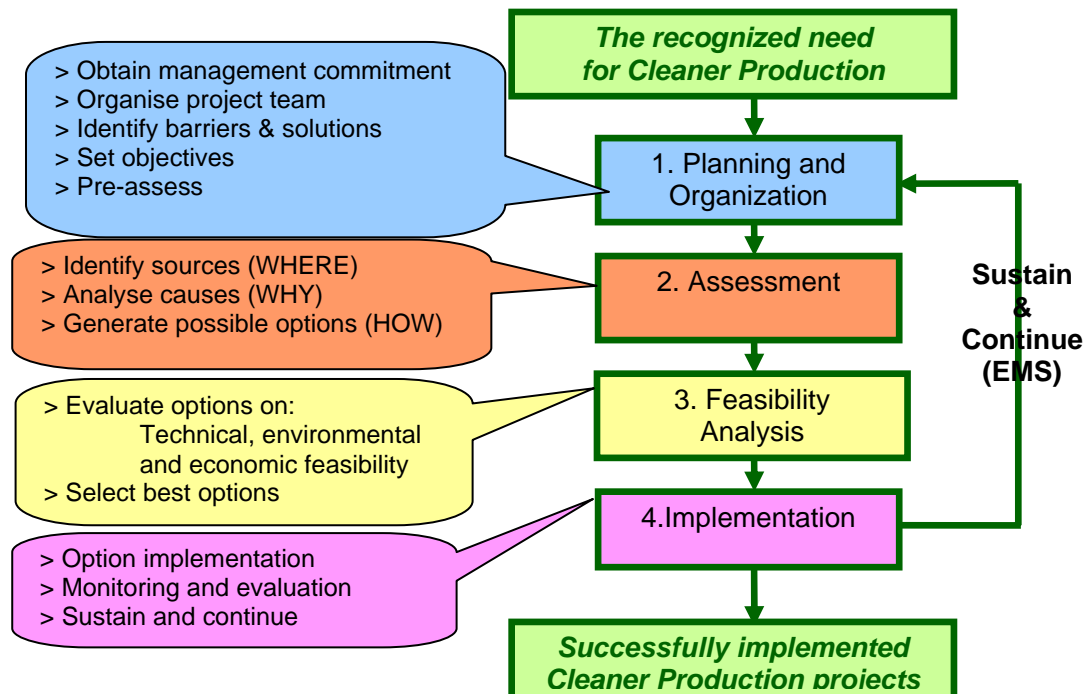 The recognized need
for Cleaner Production
> Obtain management commitment
> Organise project team
> Identify barriers & solutions
> Set objectives
> Pre-assess
1. Planning and
Organization
> Identify sources (WHERE)
> Analyse causes (WHY)
> Generate possible options (HOW)
2. Assessment
Sustain
&
Continue
(EMS)
> Evaluate options on:
Technical, environmental
and economic feasibility
> Select best options
3. Feasibility
Analysis
> Option implementation
> Monitoring and evaluation
> Sustain and continue
4.Implementation
Successfully implemented
Cleaner Production projects